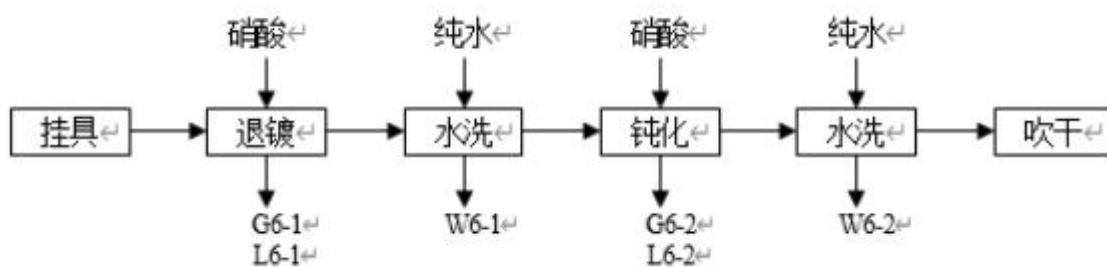 硝酸↵ 纯水↵ 硝酸↵ 纯水↵
挂具↵ 退镀↵ 水洗↵ 钝化↵ 水洗↵ 吹干↵
G6-1↵ W6-1↵ G6-2↵ W6-2↵
L6-1↵ L6-2↵